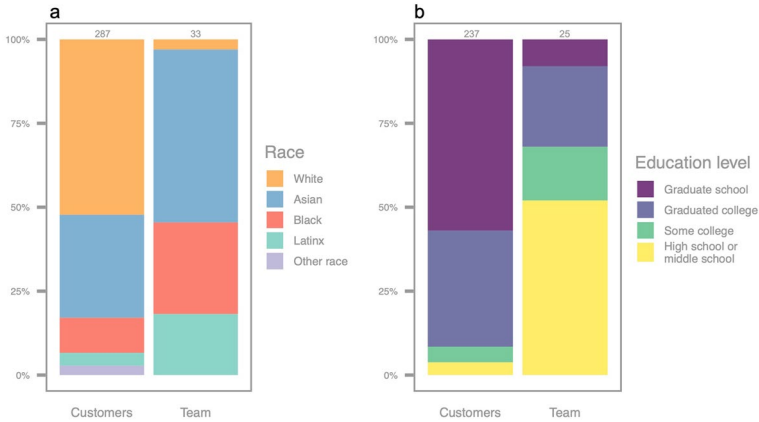 a
287 33
100%
75%
50%
25%
0%
Customers Team
Race
White
Asian
Black
Latinx
Other race
b
237 25
100%
75%
50%
25%
0%
Customers Team
Education level
Graduate school
Graduated college
Some college
High school or
middle school